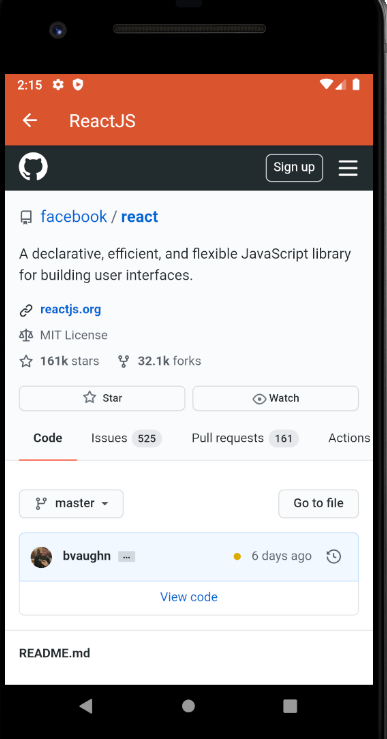 2:15
ReactJS
Sign up
facebook / react
A declarative, efficient, and flexible JavaScript library
for building user interfaces.
reactjs.org
MIT License
161k stars 32.1k forks
Star Watch
Code Issues 525 Pull requests 161 Actions
master Go to file
bvaughn ... 6 days ago
View code
README.md